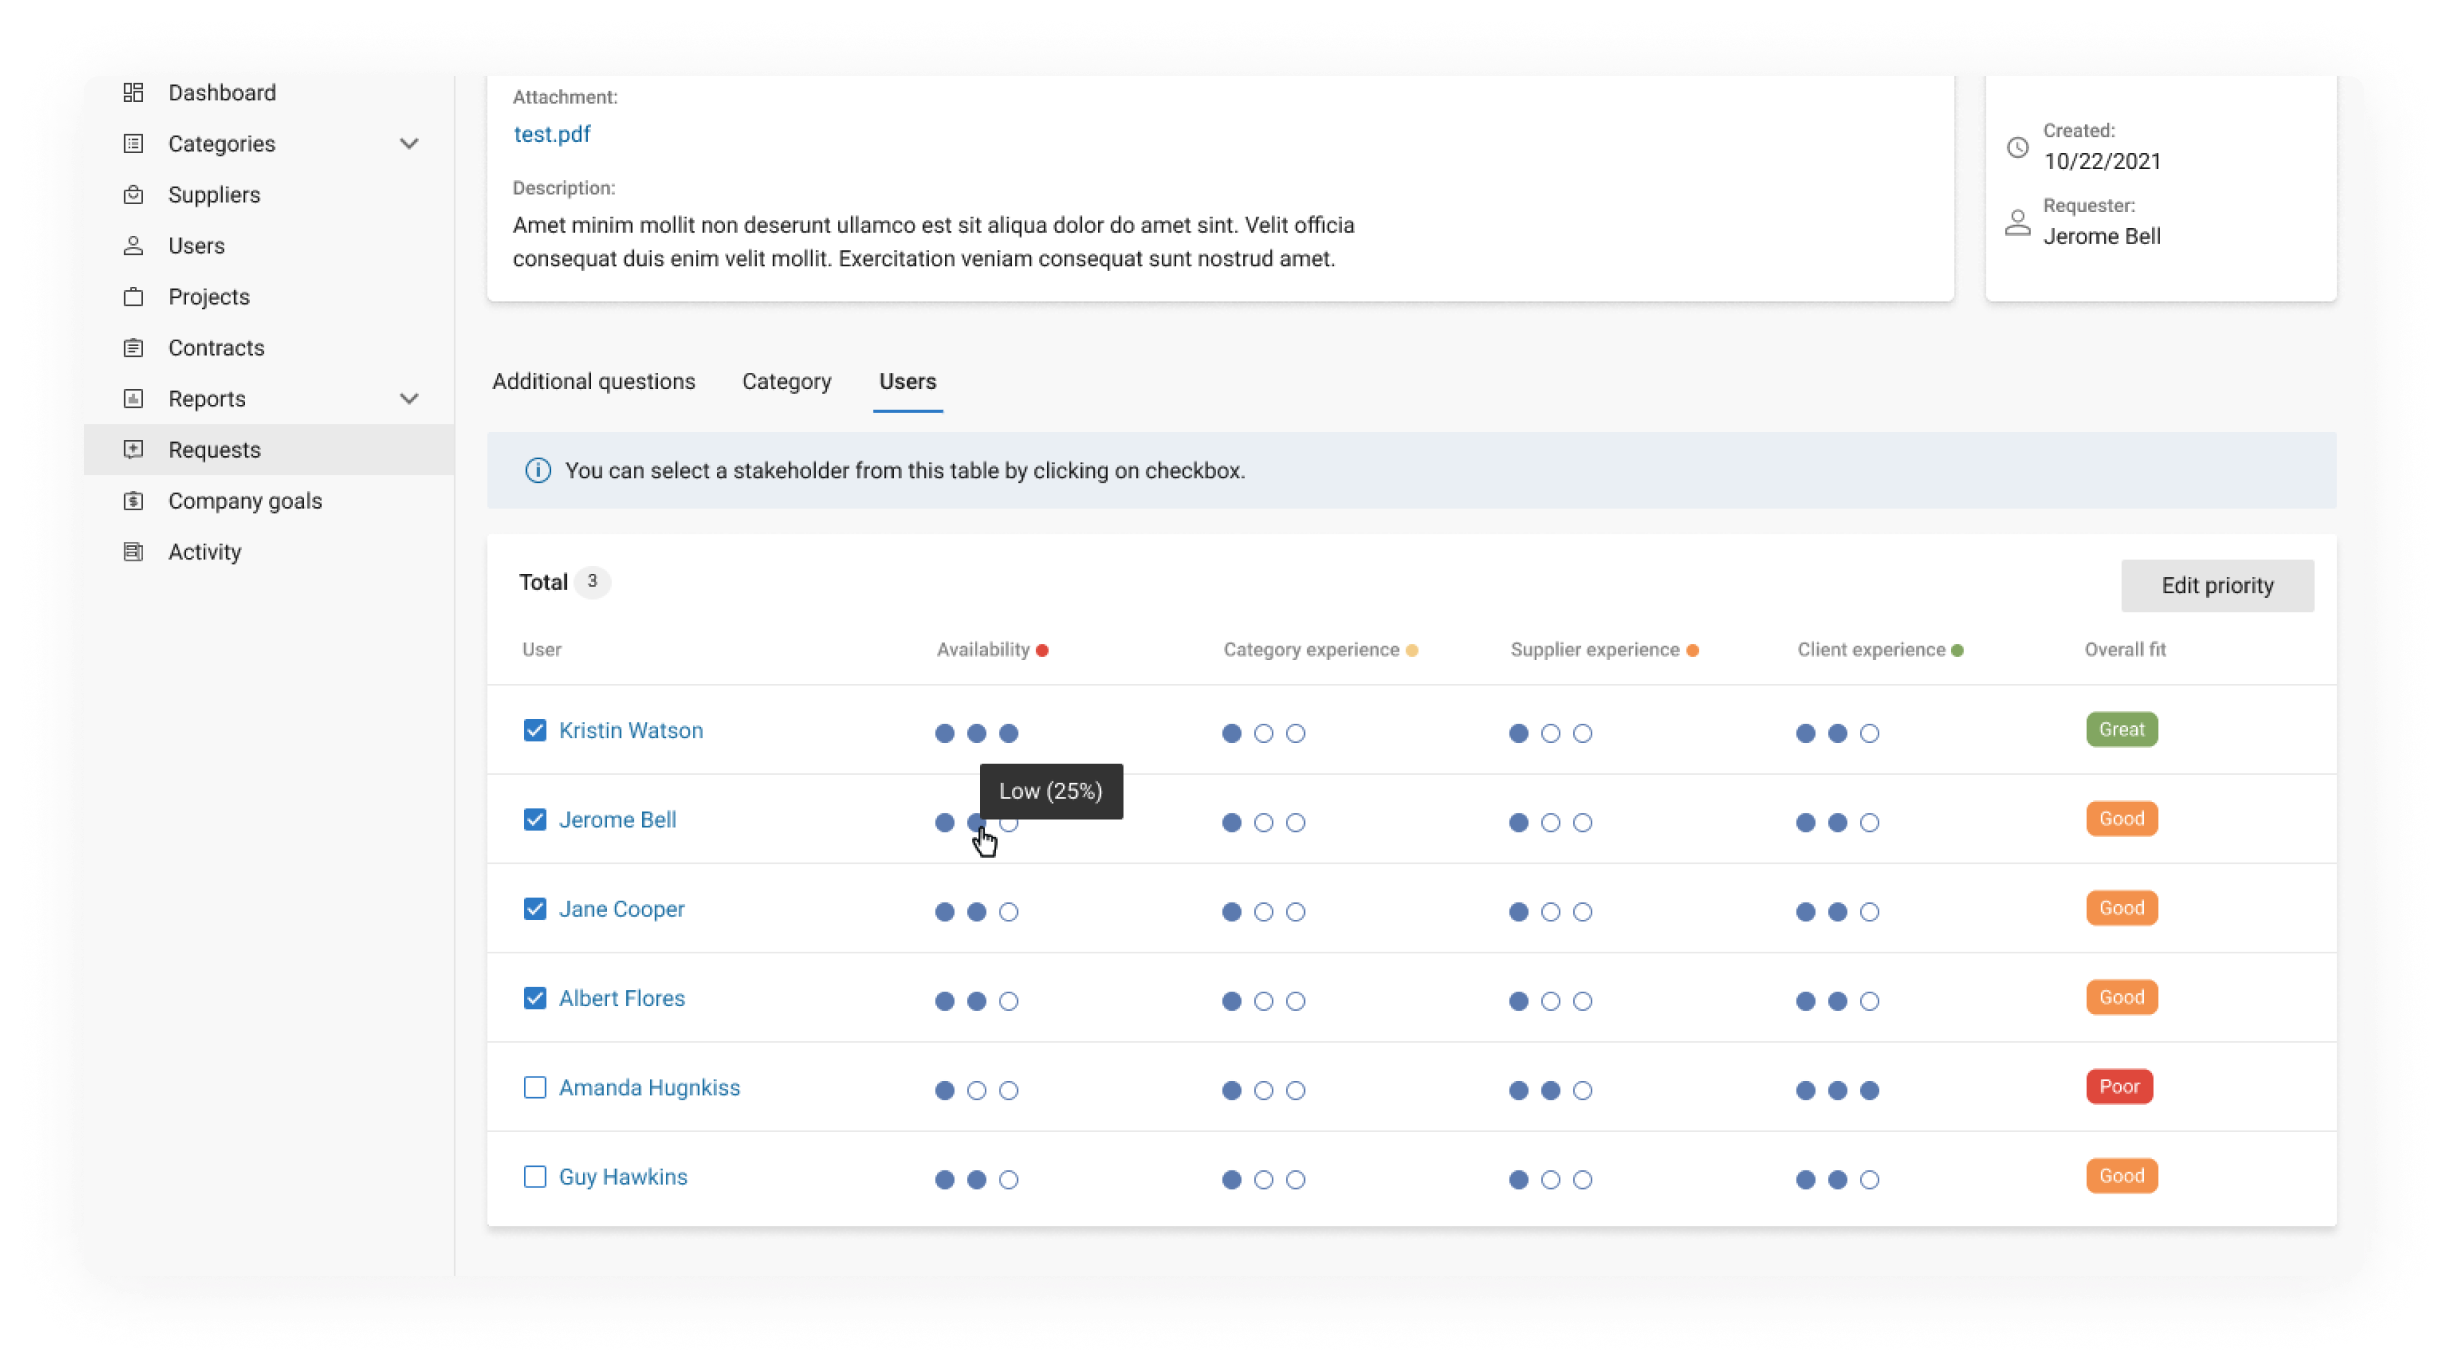 Dashboard
Categories
Suppliers
Users
Projects
Contracts
Reports
Requests
Company goals
Activity
Attachment:
test.pdf
Description:
Amet minim mollit non deserunt ullamco est sit aliqua dolor do amet sint. Velit officia
consequat duis enim velit mollit. Exercitation veniam consequat sunt nostrud amet.
Created:
10/22/2021
Requester:
Jerome Bell
Additional questions Category Users
You can select a stakeholder from this table by clicking on checkbox.
Total 3
Edit priority
User Availability Category experience Supplier experience Client experience Overall fit
Kristin Watson Great
Low (25%)
Jerome Bell Good
Jane Cooper Good
Albert Flores Good
Amanda Hugnkiss Poor
Guy Hawkins Good